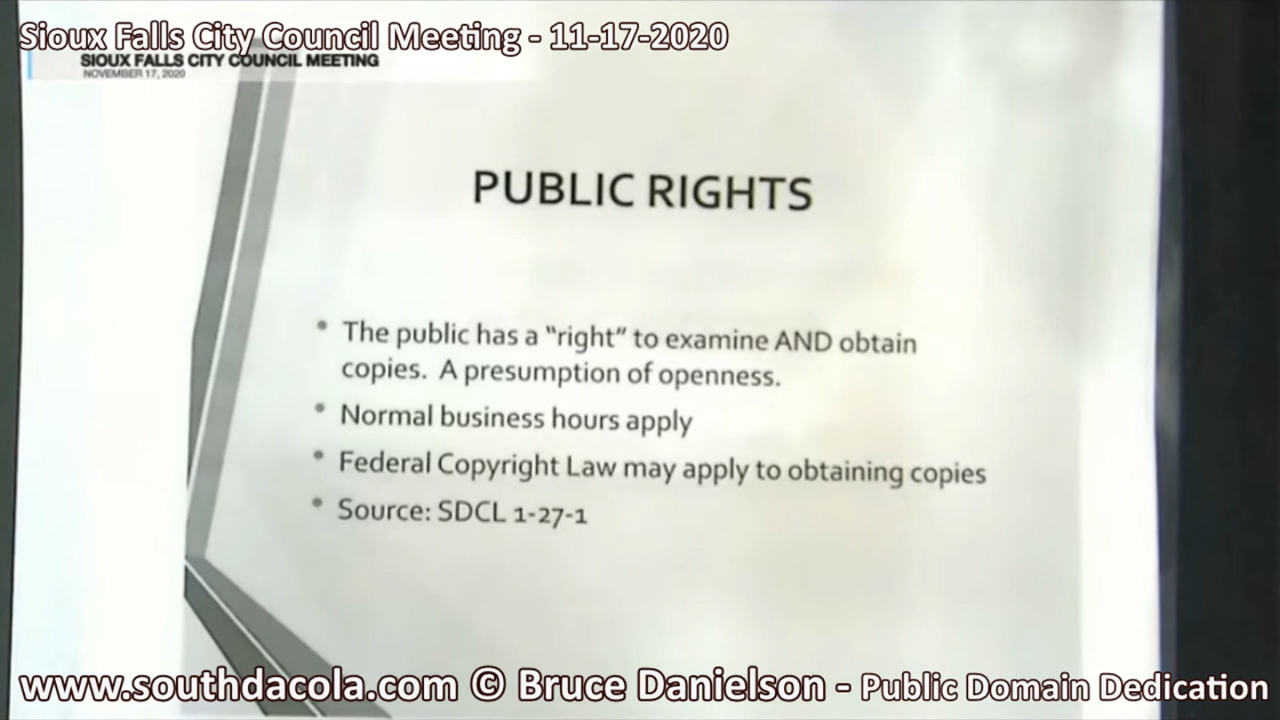 Sioux Falls City Council Meeting - 11-17-2020
SIOUX FALLS CITY COUNCIL MEETING
NOVEMBER 17, 2020
PUBLIC RIGHTS
• The public has a “right” to examine AND obtain
copies. A presumption of openness.
• Normal business hours apply
• Federal Copyright Law may apply to obtaining copies
• Source: SDCL 1-27-1
www.southdacola.com © Bruce Danielson - Public Domain Dedication